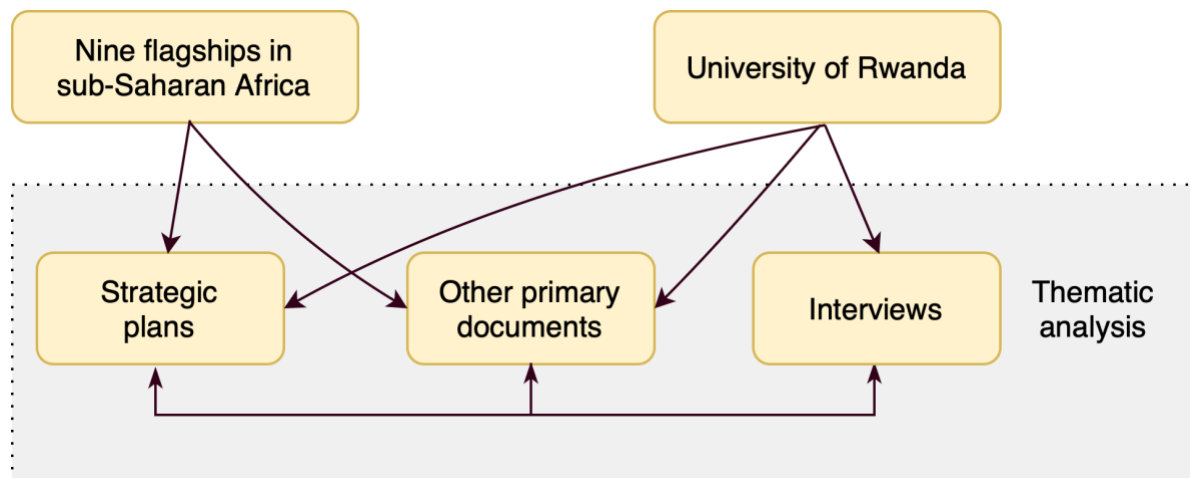 Nine flagships in
sub-Saharan Africa
University of Rwanda
Strategic
plans
Other primary
documents
Interviews
Thematic
analysis